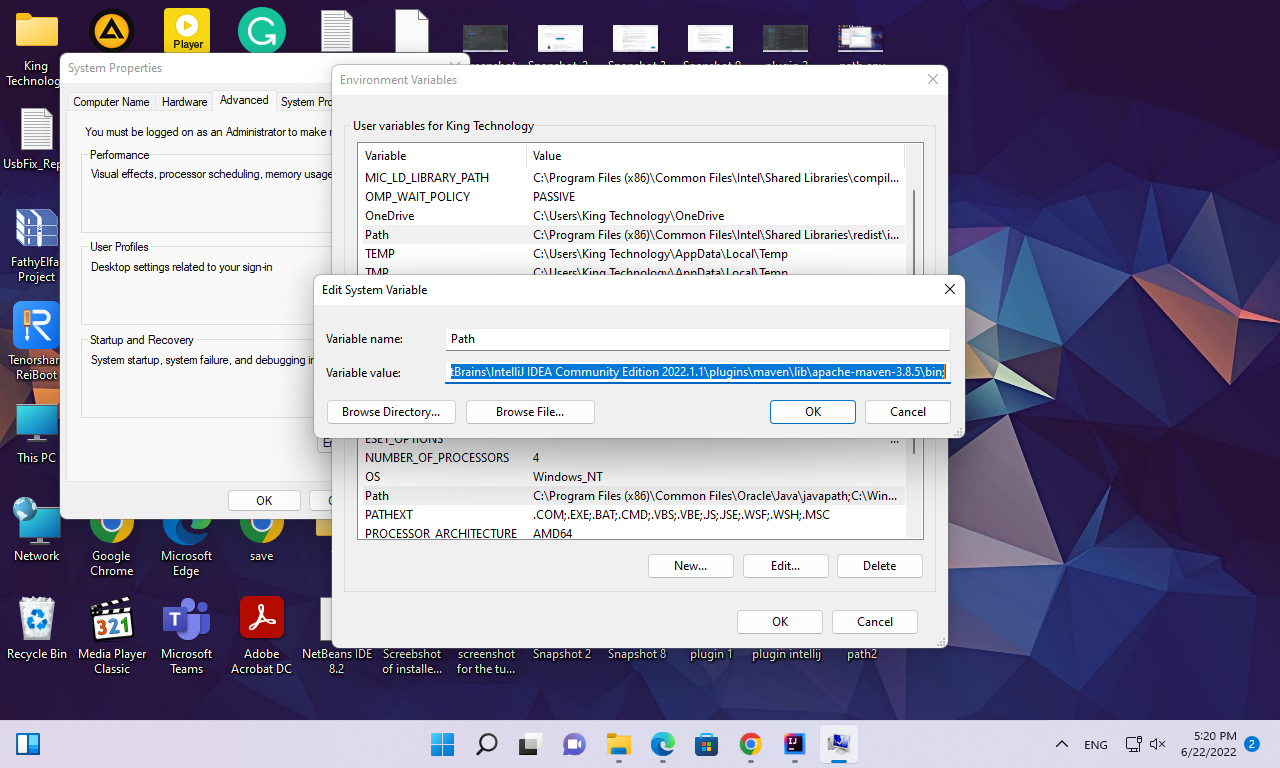 Player
King
Technolog
UsbFix_Rep
FathyElfa
Project
Tenorshar
ReiBoot
This PC
Network
Recycle Bin
System Properties
Computer Name
Hardware
Advanced
System Pro
You must be logged on as an Administrator to make m
Performance
Visual effects, processor scheduling, memory usage
User Profiles
Desktop settings related to your sign-in
Startup and Recovery
System startup, system failure, and debugging in
En
OK
C
Environment Variables
User variables for King Technology
Variable Value
MIC_LD_LIBRARY_PATH C:\Program Files (x86)\Common Files\Intel\Shared Libraries\compil...
OMP_WAIT_POLICY PASSIVE
OneDrive C:\Users\King Technology\OneDrive
Path C:\Program Files (x86)\Common Files\Intel\Shared Libraries\redist\i...
TEMP C:\Users\King Technology\AppData\Local\Temp
TMP C:\Users\King Technology\AppData\Local\Temp
Edit System Variable
Variable name: Path
Variable value: tBrains\IntelliJ IDEA Community Edition 2022.1.1\plugins\maven\lib\apache-maven-3.8.5\bin;
Browse Directory... Browse File... OK Cancel
ESET_OPTIONS ...
NUMBER_OF_PROCESSORS 4
OS Windows_NT
Path C:\Program Files (x86)\Common Files\Oracle\Java\javapath;C:\Win...
PATHEXT .COM;.EXE;.BAT;.CMD;.VBS;.VBE;.JS;.JSE;.WSF;.WSH;.MSC
PROCESSOR_ARCHITECTURE AMD64
New... Edit... Delete
OK Cancel
Google
Chrome
Microsoft
Edge
save
321
Media Player
Classic
Microsoft
Teams
Adobe
Acrobat DC
NetBeans IDE
8.2
Screebshot
of installe...
screenshot
for the tu...
Snapshot 2
Snapshot 8
plugin 1
plugin intellij
path2
ENG
5:20 PM
6/22/2022
2